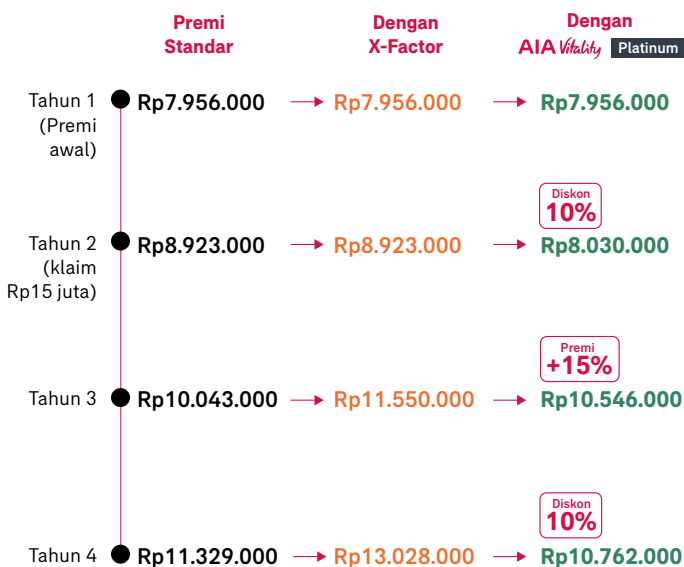 Premi
Standar
Dengan
X-Factor
Dengan
AIA Vitality Platinum
Tahun 1
(Premi
awal)
Rp7.956.000
Rp7.956.000
Rp7.956.000
Diskon
10%
Tahun 2
(klaim
Rp15 juta)
Rp8.923.000
Rp8.923.000
Rp8.030.000
Premi
+15%
Tahun 3
Rp10.043.000
Rp11.550.000
Rp10.546.000
Diskon
10%
Tahun 4
Rp11.329.000
Rp13.028.000
Rp10.762.000